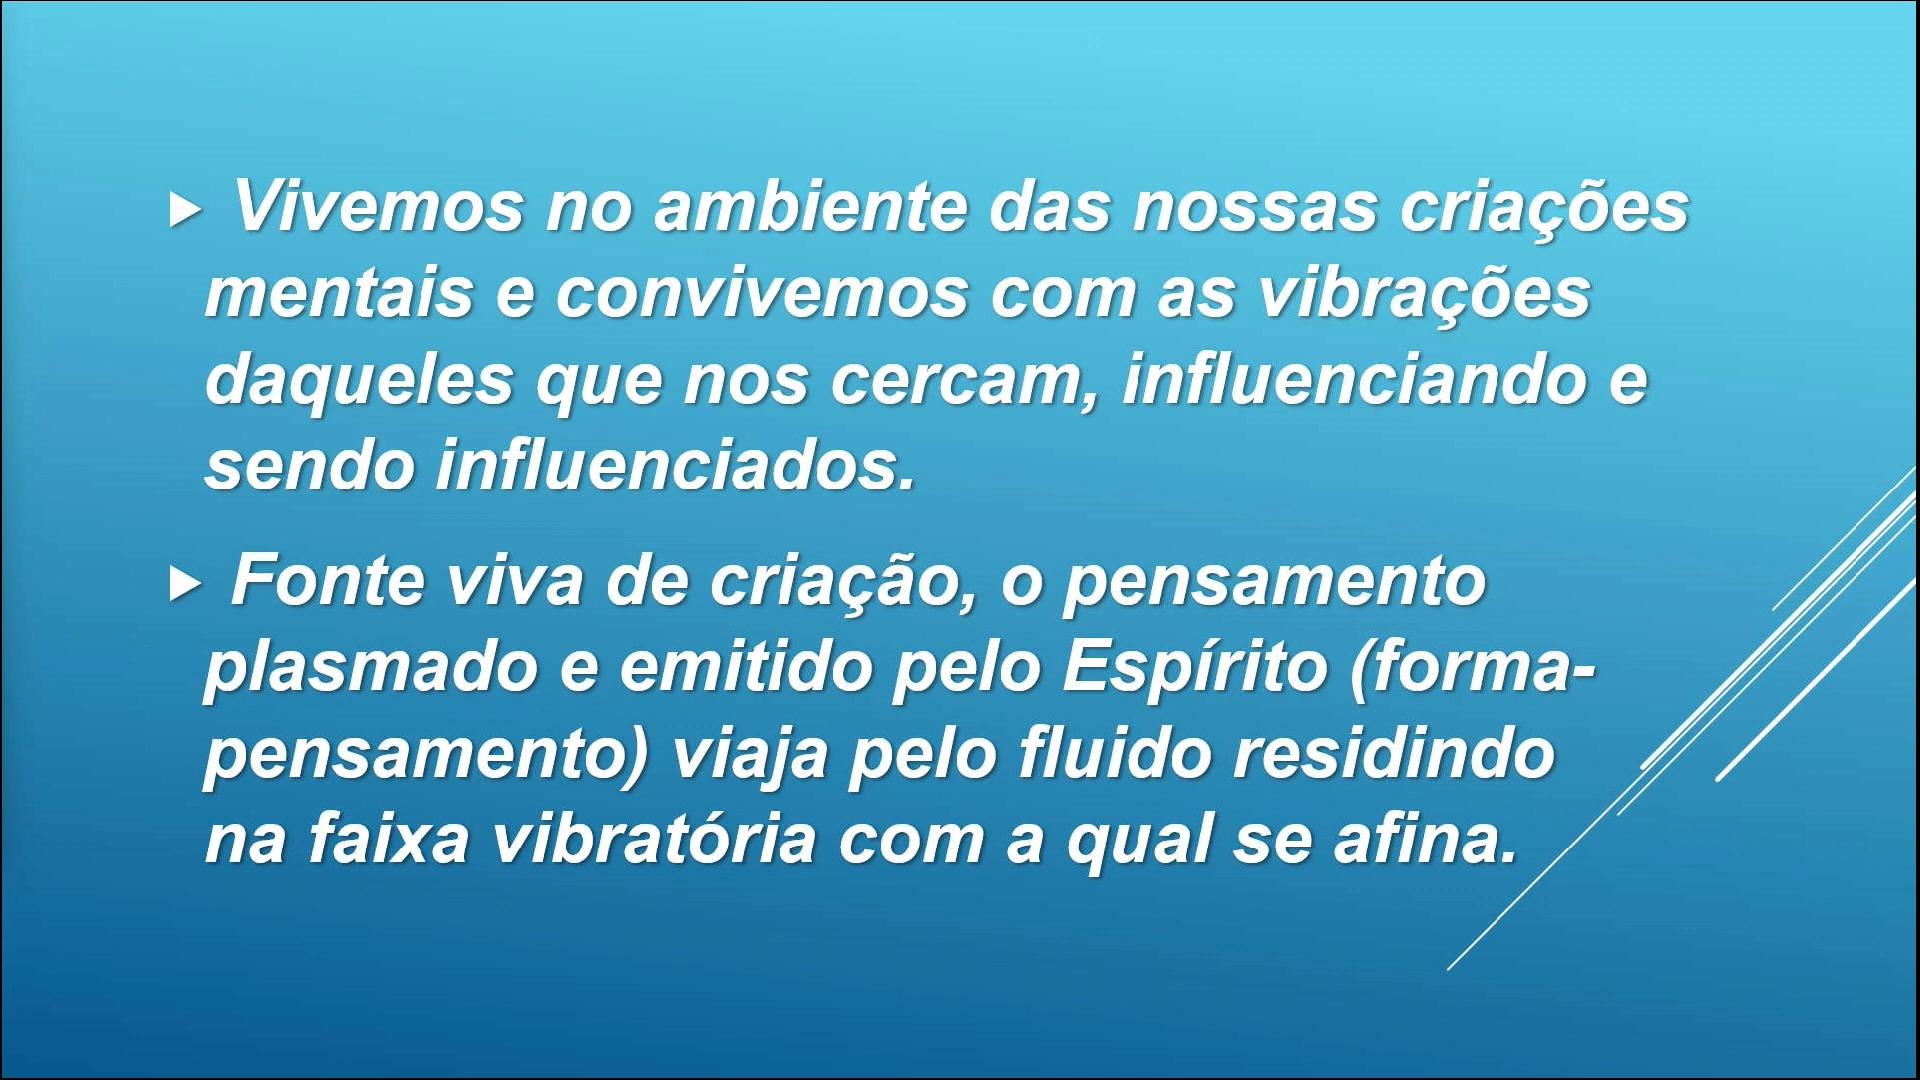 Vivemos no ambiente das nossas criações
mentais e convivemos com as vibrações
daqueles que nos cercam, influenciando e
sendo influenciados.
Fonte viva de criação, o pensamento
plasmado e emitido pelo Espírito (forma-
pensamento) viaja pelo fluido residindo
na faixa vibratória com a qual se afina.